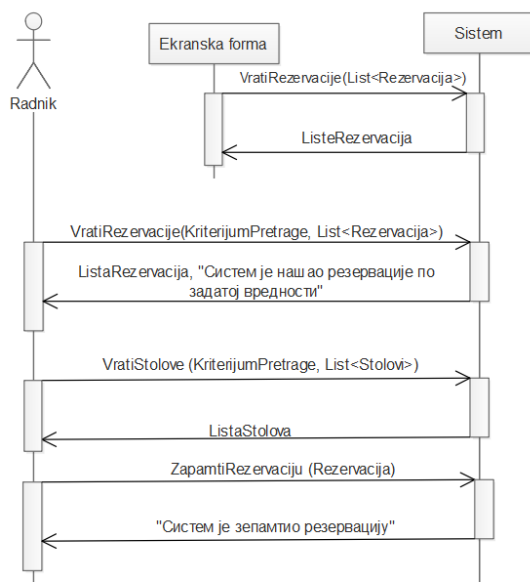 Ekranska forma
Sistem
Radnik
VratiRezervacije(List<Rezervacija>)
ListeRezervacija
VratiRezervacije(KriterijumPretrage, List<Rezervacija>)
ListaRezervacija, "Систем је нашао резервације по
задатој вредности"
VratiStolove (KriterijumPretrage, List<Stolovi>)
ListaStolova
ZapamtiRezervaciju (Rezervacija)
"Систем је зепамтио резервацију"